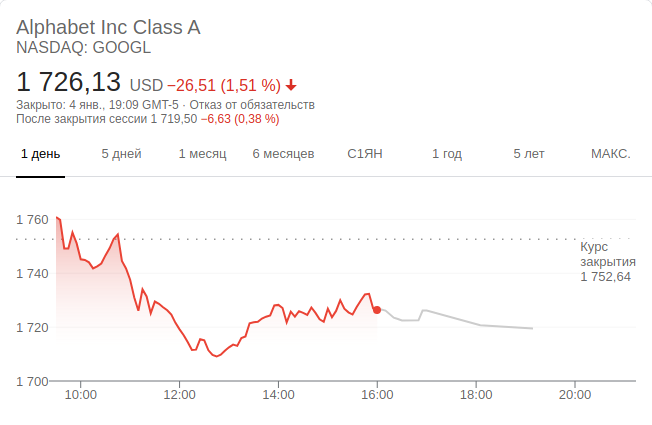 Alphabet Inc Class A
NASDAQ: GOOGL
1 726,13 USD −26,51 (1,51 %)
Закрыто: 4 янв., 19:09 GMT-5 · Отказ от обязательств
После закрытия сессии 1 719,50 −6,63 (0,38 %)
1 день 5 дней 1 месяц 6 месяцев С1ЯН 1 год 5 лет МАКС.
1 760
Курс
закрытия
1 752,64
1 740
1 720
1 700
10:00 12:00 14:00 16:00 18:00 20:00